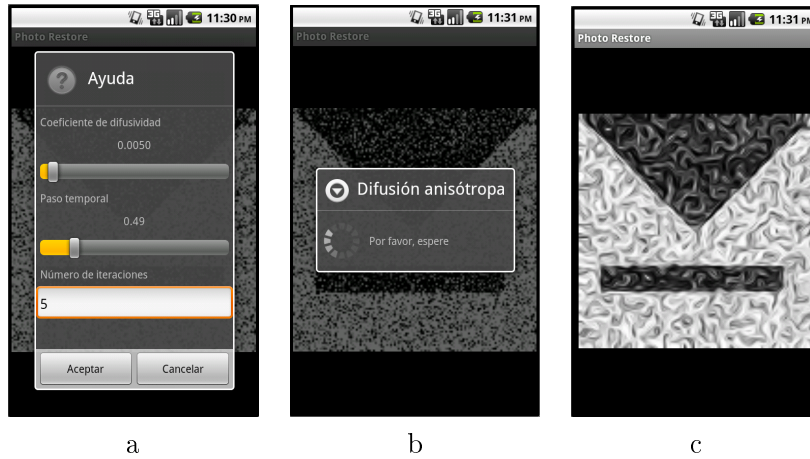 11:30 PM
Photo Restore
Ayuda
Coeficiente de difusividad
0.0050
Paso temporal
0.49
Número de iteraciones
5
Aceptar
Cancelar
a
11:31 PM
Photo Restore
Difusión anisótropa
Por favor, espere
b
11:31 PM
Photo Restore
c